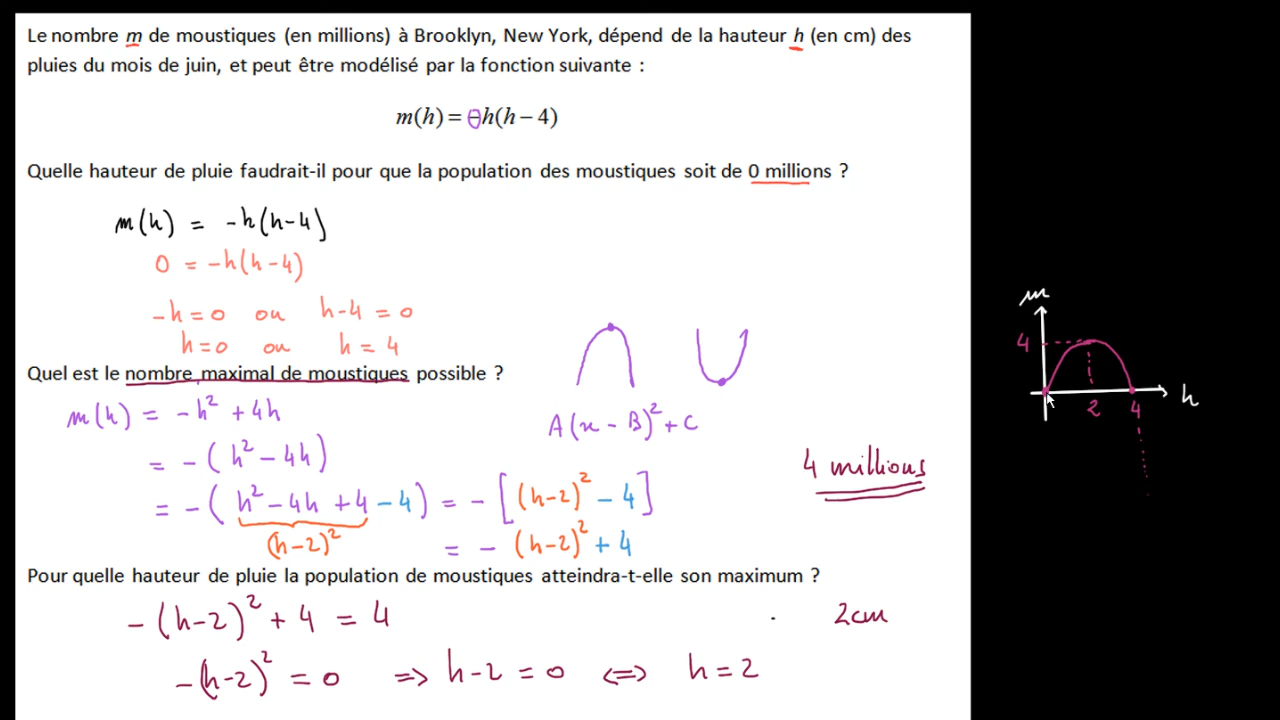 Le nombre m de moustiques (en millions) à Brooklyn, New York, dépend de la hauteur h (en cm) des
pluies du mois de juin, et peut être modélisé par la fonction suivante :
m(h) = −h(h − 4)
Quelle hauteur de pluie faudrait-il pour que la population des moustiques soit de 0 millions ?
m(h) = -h(h-4)
0 = -h(h-4)
-h = 0 ou h-4 = 0
h = 0 ou h = 4
Quel est le nombre maximal de moustiques possible ?
m(h) = -h² + 4h
= -(h² - 4h)
= -(h² - 4h + 4 - 4) = -[(h-2)² - 4]
(h-2)²
= -(h-2)² + 4
A(x - B)² + C
4 millions
Pour quelle hauteur de pluie la population de moustiques atteindra-t-elle son maximum ?
-(h-2)² + 4 = 4
2cm
-(h-2)² = 0 => h-2 = 0 <=> h = 2
m
4
2 4
h